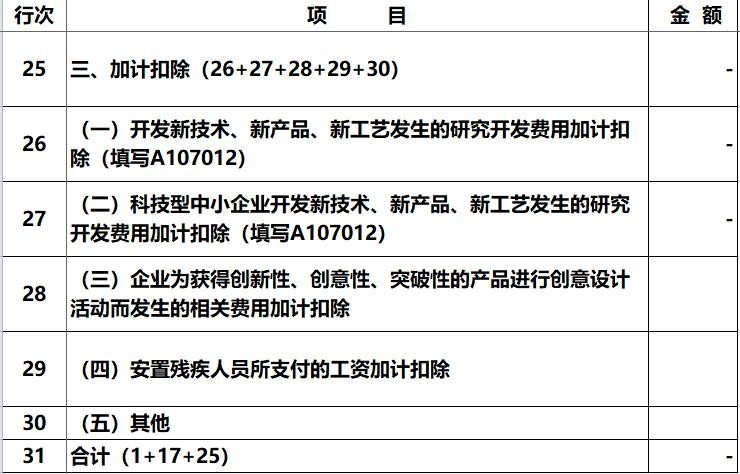 行次 项 目 金 额
25 三、加计扣除（26+27+28+29+30） -
26 （一）开发新技术、新产品、新工艺发生的研究开发费用加计扣
除（填写A107012） -
27 （二）科技型中小企业开发新技术、新产品、新工艺发生的研究
开发费用加计扣除（填写A107012） -
28 （三）企业为获得创新性、创意性、突破性的产品进行创意设计
活动而发生的相关费用加计扣除
29 （四）安置残疾人员所支付的工资加计扣除
30 （五）其他
31 合计（1+17+25） -